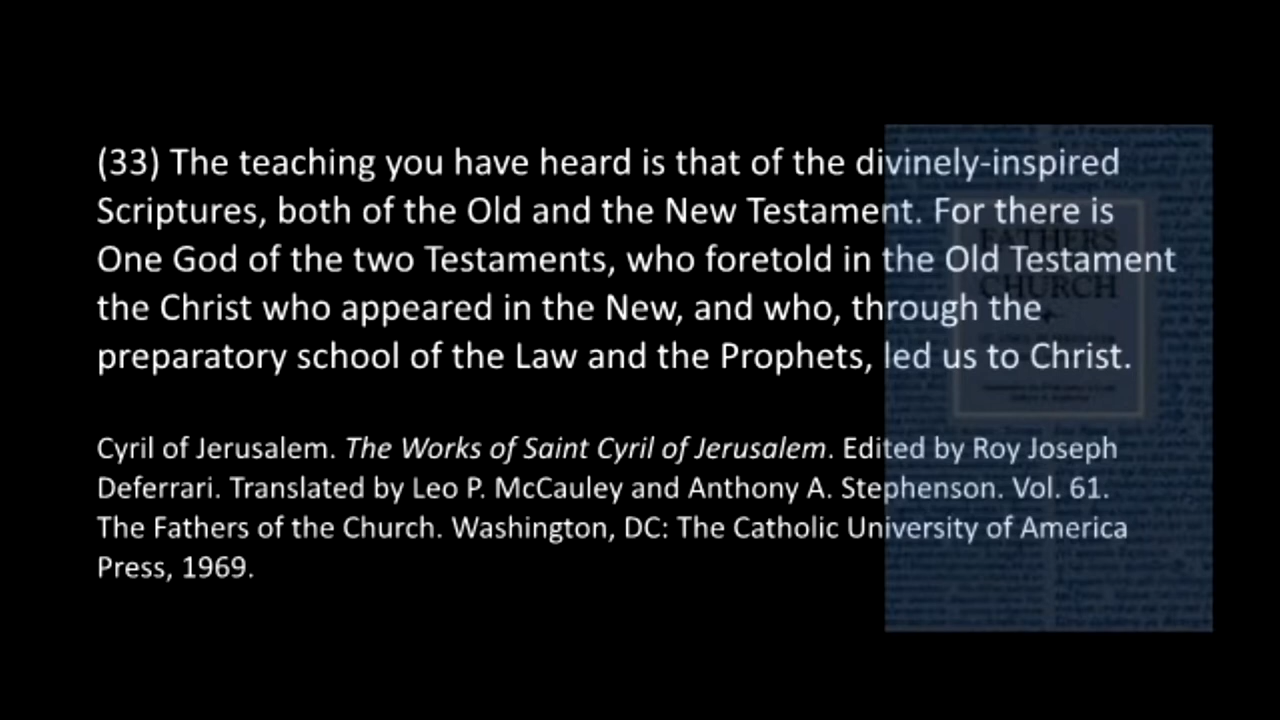 (33) The teaching you have heard is that of the divinely-inspired
Scriptures, both of the Old and the New Testament. For there is
One God of the two Testaments, who foretold in the Old Testament
the Christ who appeared in the New, and who, through the
preparatory school of the Law and the Prophets, led us to Christ.
Cyril of Jerusalem. The Works of Saint Cyril of Jerusalem. Edited by Roy Joseph
Deferrari. Translated by Leo P. McCauley and Anthony A. Stephenson. Vol. 61.
The Fathers of the Church. Washington, DC: The Catholic University of America
Press, 1969.
FATHERS
CHURCH